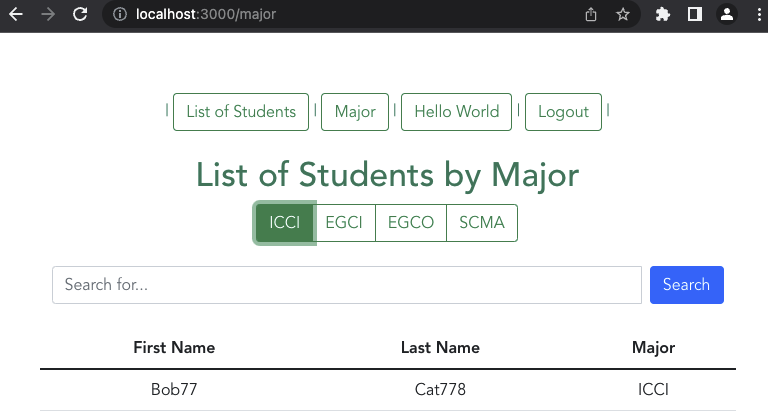 localhost:3000/major
| List of Students | Major | Hello World | Logout |
List of Students by Major
ICCI EGCI EGCO SCMA
Search for... Search
First Name Last Name Major
Bob77 Cat778 ICCI